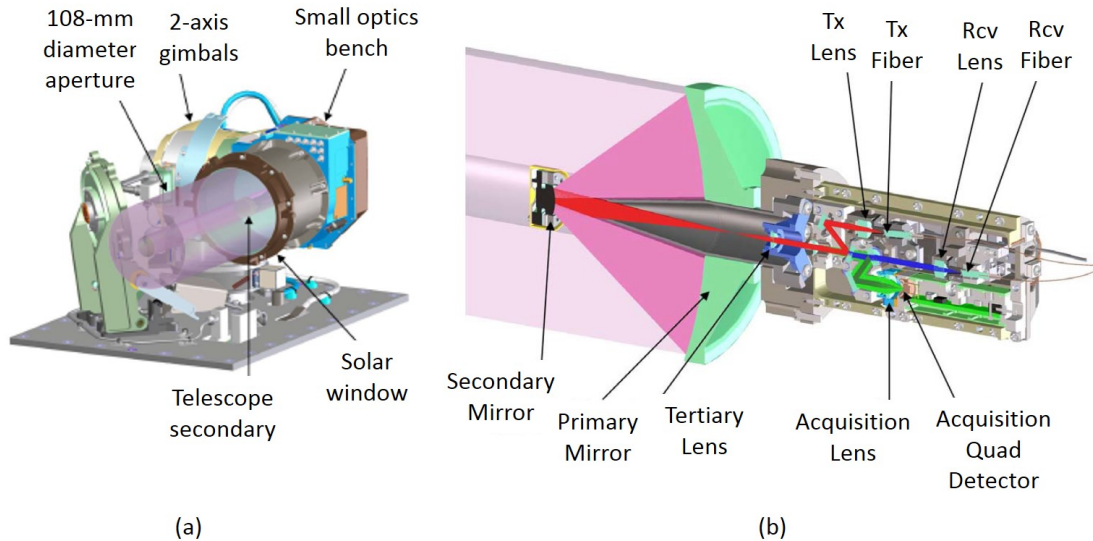 108-mm
diameter
aperture
2-axis
gimbals
Small optics
bench
Telescope
secondary
Solar
window
(a)
Tx
Lens
Tx
Fiber
Rcv
Lens
Rcv
Fiber
Secondary
Mirror
Primary
Mirror
Tertiary
Lens
Acquisition
Lens
Acquisition
Quad
Detector
(b)